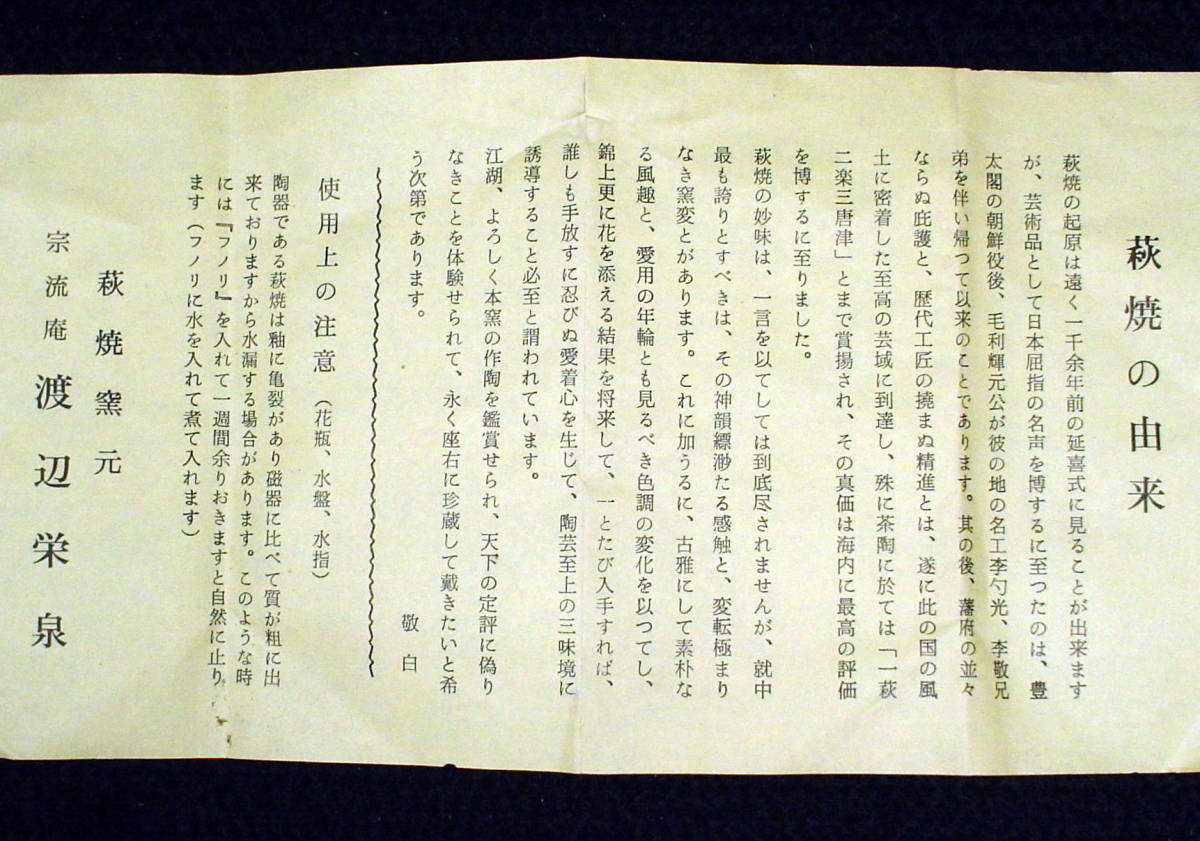 萩焼の由来
萩焼の起原は遠く一千余年前の延喜式に見ることが出来ます
が、芸術品として日本屈指の名声を博するに至つたのは、豊
太閤の朝鮮役後、毛利輝元公が彼の地の名工李勺光、李敬兄
弟を伴い帰つて以来のことであります。其の後、藩府の並々
ならぬ庇護と、歴代工匠の撓まぬ精進とは、遂に此の国の風
土に密着した至高の芸域に到達し、殊に茶陶に於ては「一萩
二楽三唐津」とまで賞揚され、その真価は海内に最高の評価
を博するに至りました。
萩焼の妙味は、一言を以てしては到底尽されませんが、就中
最も誇りとすべきは、その神韻縹渺たる感触と、変転極まり
なき窯変とがあります。これに加うるに、古雅にして素朴な
る風趣と、愛用の年輪とも見るべき色調の変化を以つてし、
錦上更に花を添える結果を将来して、一とたび入手すれば、
誰しも手放すに忍びぬ愛着心を生じて、陶芸至上の三昧境に
誘導すること必至と謂われています。
江湖、よろしく本窯の作陶を鑑賞せられ、天下の定評に偽り
なきことを体験せられて、永く座右に珍蔵して戴きたいと希
う次第であります。
敬白
使用上の注意（花瓶、水盤、水指）
陶器である萩焼は釉に亀裂があり磁器に比べて質が粗に出
来ておりますから水漏する場合があります。このような時
には『フノリ』を入れて一週間余りおきますと自然に止り
ます（フノリに水を入れて煮て入れます）
萩焼窯元
宗流庵 渡辺栄泉